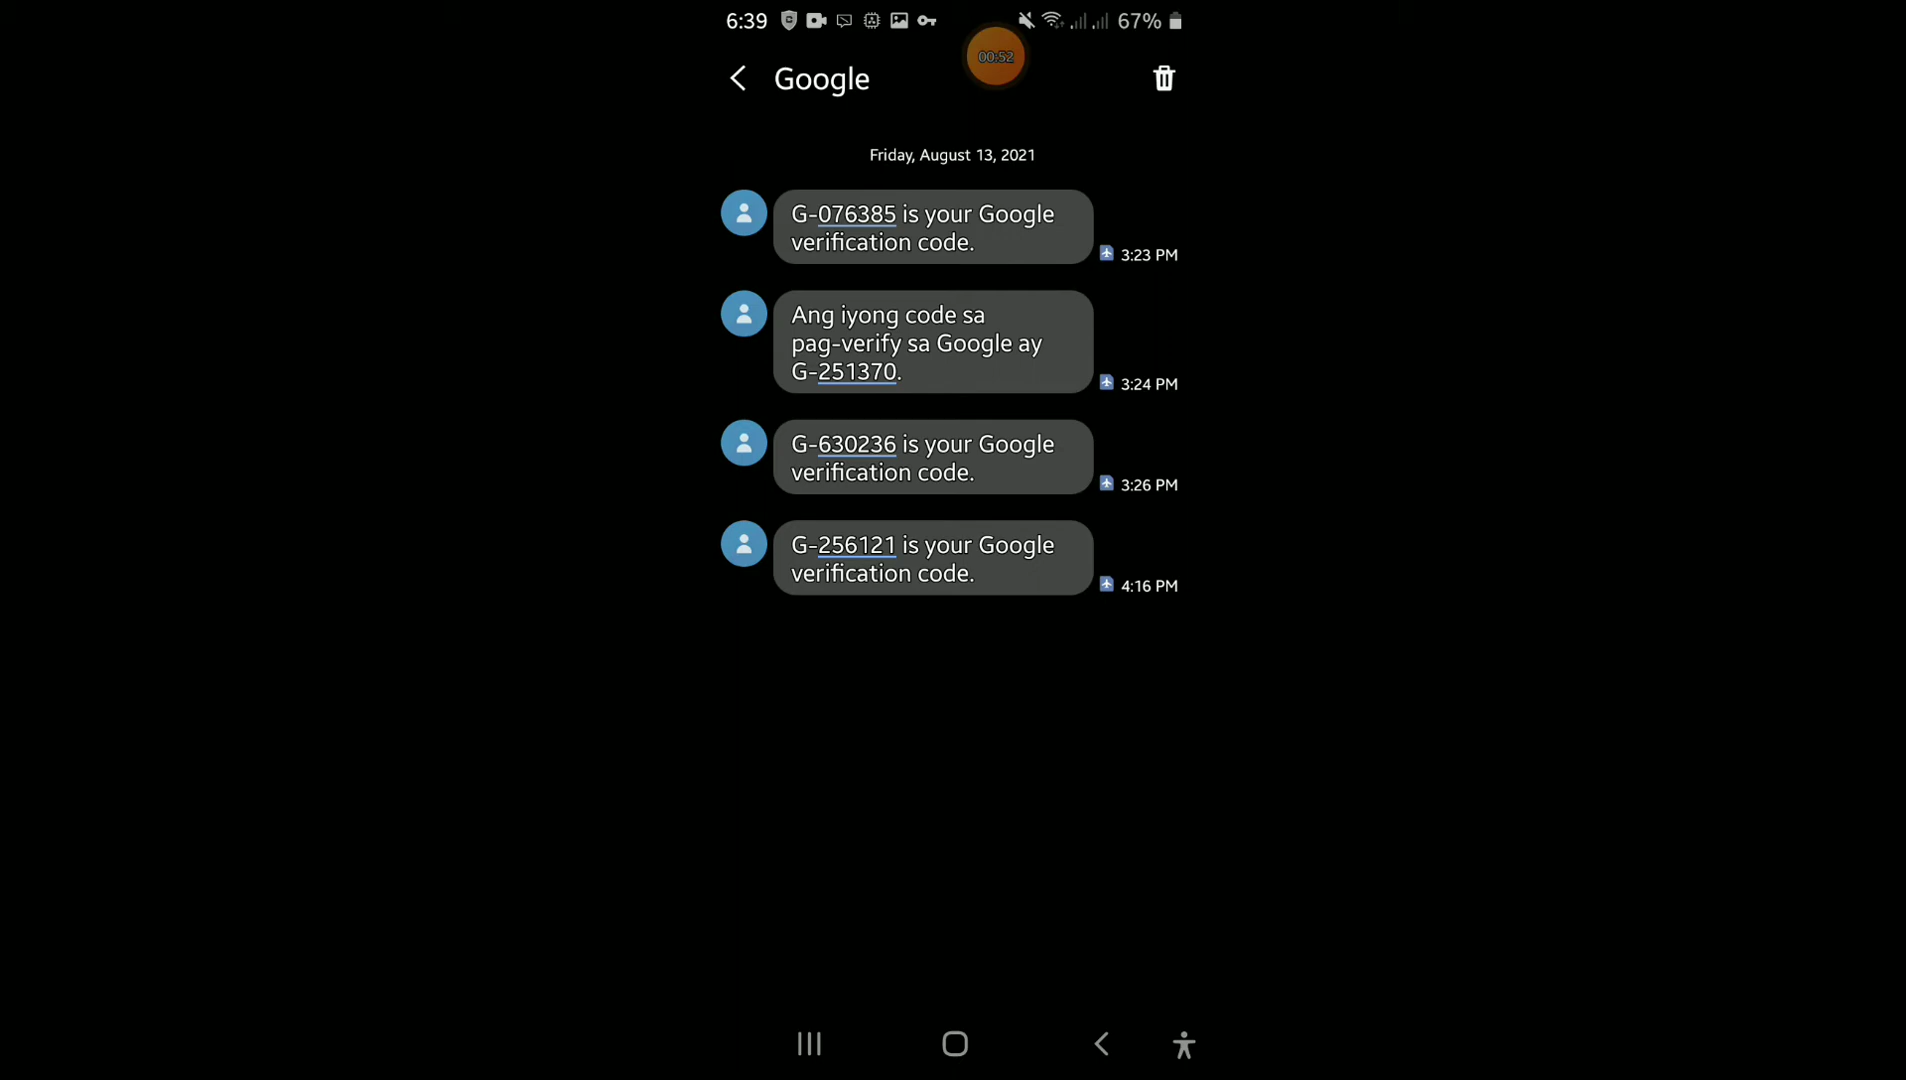 6:39
67%
00:52
Google
Friday, August 13, 2021
G-076385 is your Google
verification code.
3:23 PM
Ang iyong code sa
pag-verify sa Google ay
G-251370.
3:24 PM
G-630236 is your Google
verification code.
3:26 PM
G-256121 is your Google
verification code.
4:16 PM